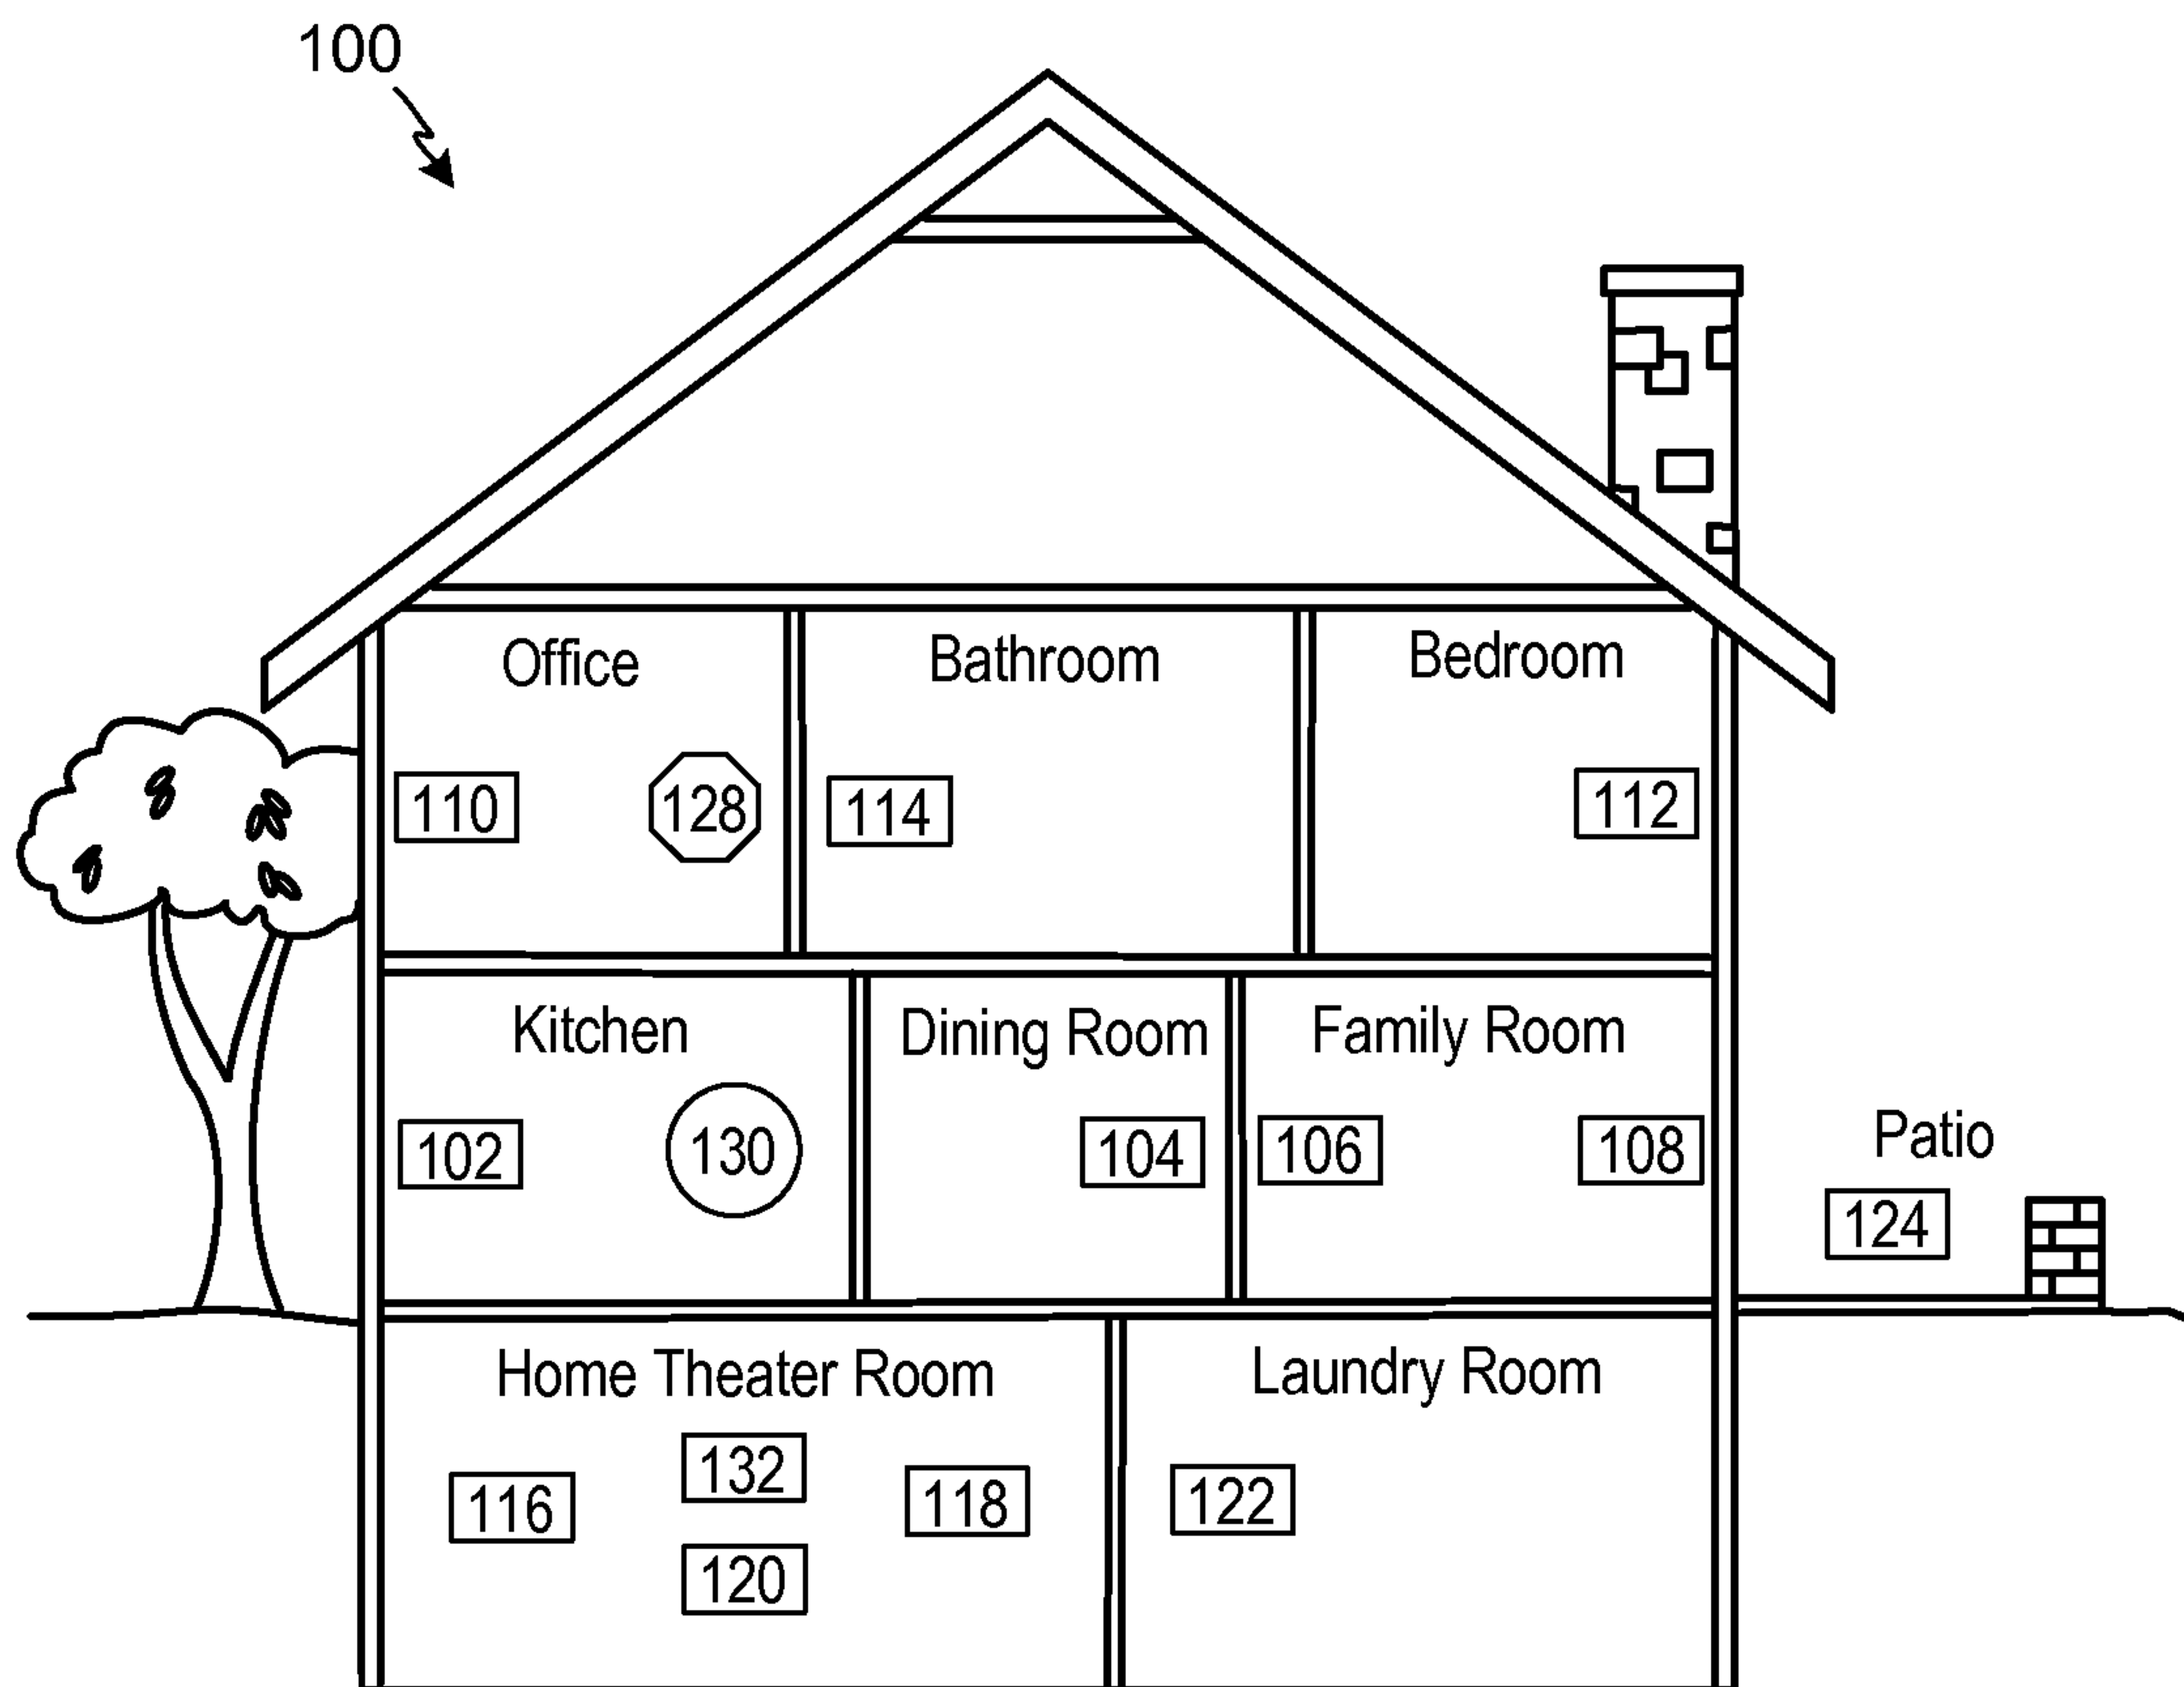 100
Office Bathroom Bedroom
110 128 114 112
Kitchen Dining Room Family Room
102 130 104 106 108
Patio
124
Home Theater Room Laundry Room
132
116 118 122
120